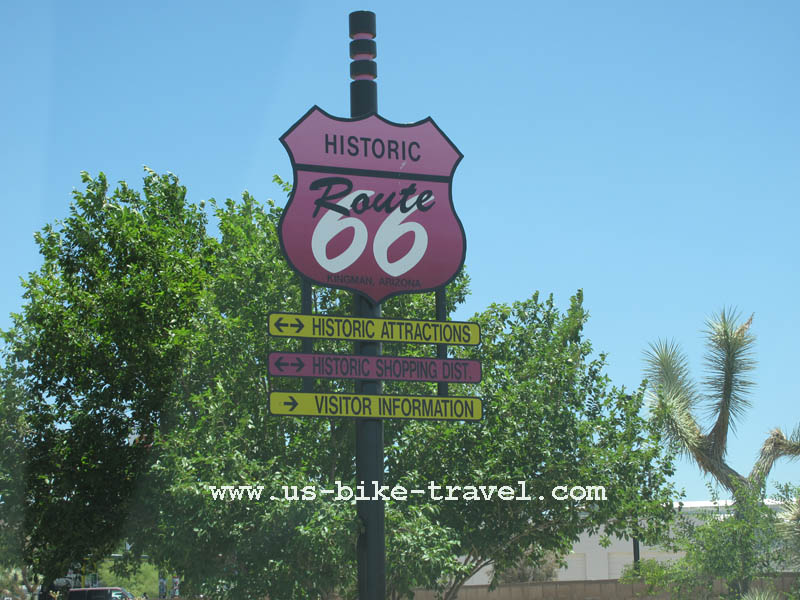 HISTORIC
Route
66
KINGMAN, ARIZONA
←→ HISTORIC ATTRACTIONS
←→ HISTORIC SHOPPING DIST.
→ VISITOR INFORMATION
www.us-bike-travel.com